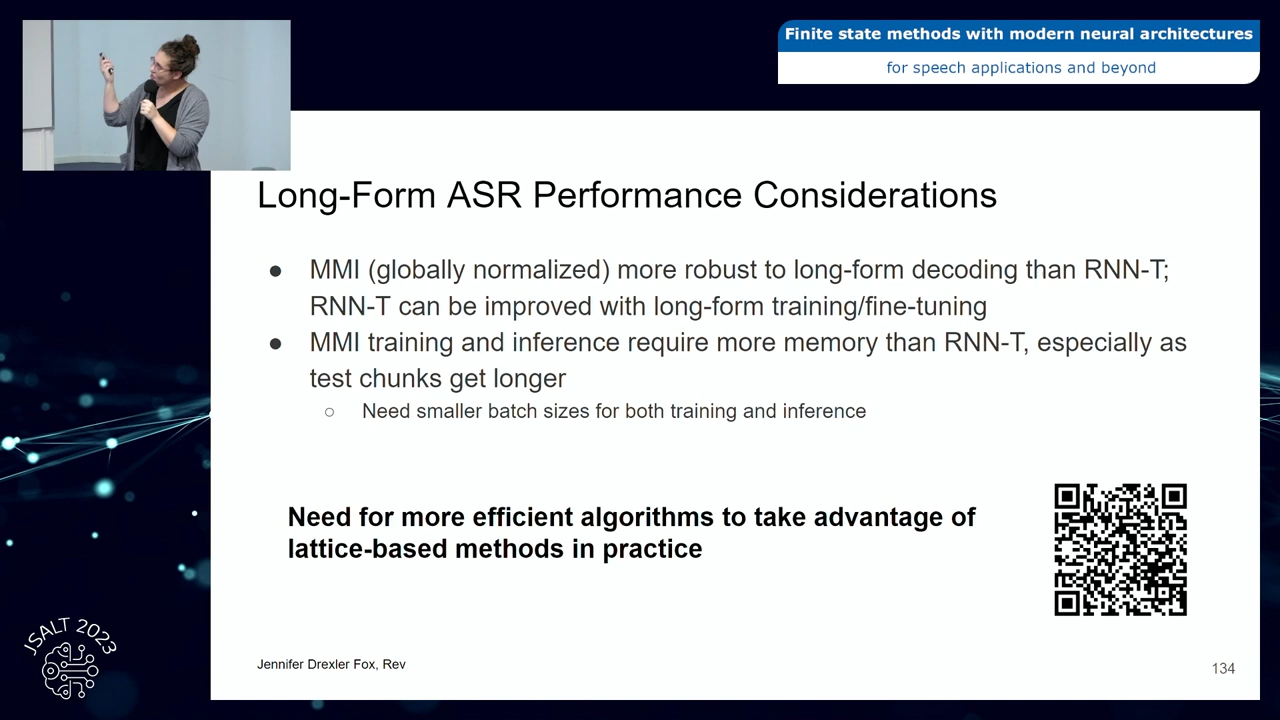 Finite state methods with modern neural architectures
for speech applications and beyond
Long-Form ASR Performance Considerations
● MMI (globally normalized) more robust to long-form decoding than RNN-T;
RNN-T can be improved with long-form training/fine-tuning
● MMI training and inference require more memory than RNN-T, especially as
test chunks get longer
○ Need smaller batch sizes for both training and inference
Need for more efficient algorithms to take advantage of
lattice-based methods in practice
JSALT 2023
Jennifer Drexler Fox, Rev
134